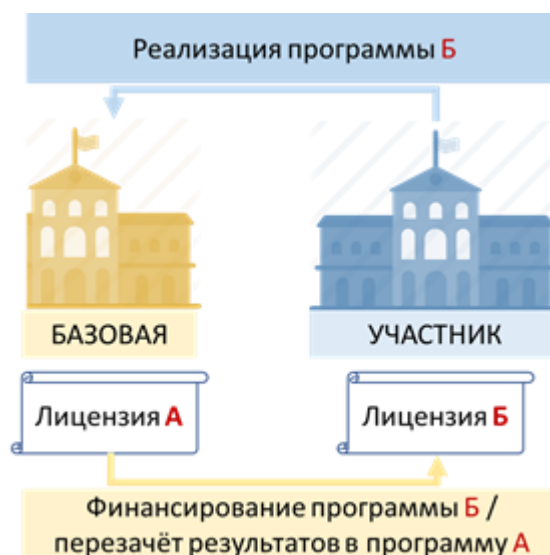 Реализация программы Б
БАЗОВАЯ
УЧАСТНИК
Лицензия А
Лицензия Б
Финансирование программы Б /
перезачёт результатов в программу А